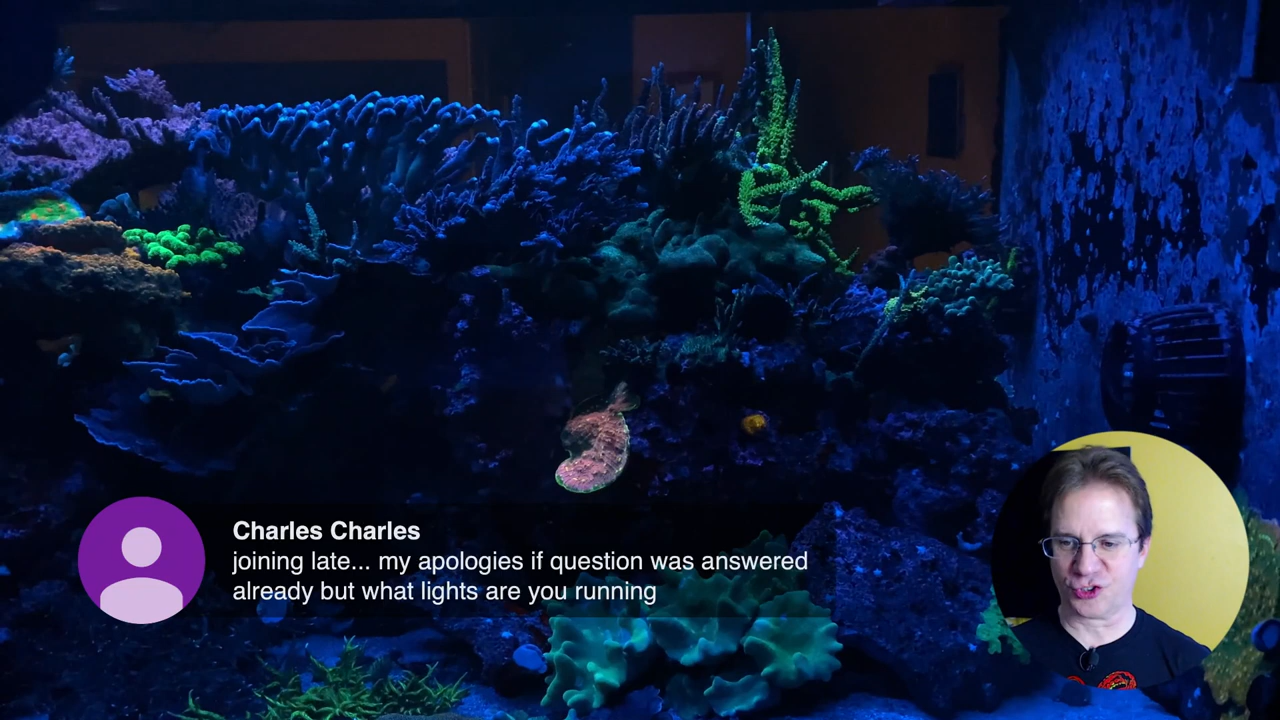 Charles Charles
joining late... my apologies if question was answered
already but what lights are you running